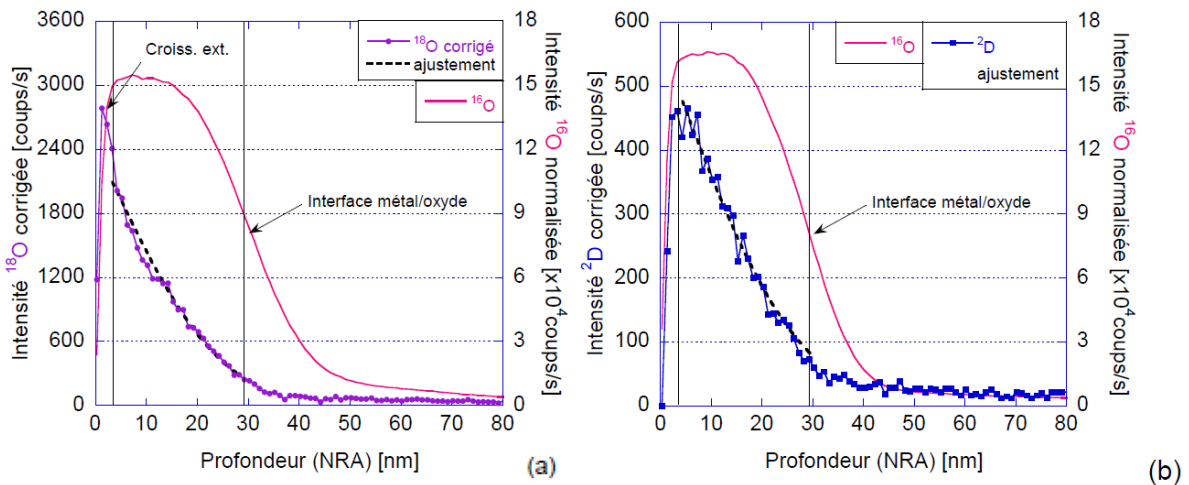 3600
3000
2400
1800
1200
600
0
Intensité ¹⁸O corrigée [coups/s]
Croiss. ext.
¹⁸O corrigé
ajustement
¹⁶O
Interface métal/oxyde
18
15
12
9
6
3
0
Intensité ¹⁶O normalisée [x10⁴coups/s]
0 10 20 30 40 50 60 70 80
Profondeur (NRA) [nm]
(a)
600
500
400
300
200
100
0
Intensité ²D corrigée [coups/s]
¹⁶O
²D
ajustement
Interface métal/oxyde
18
15
12
9
6
3
0
Intensité ¹⁶O normalisée [x10⁴coups/s]
0 10 20 30 40 50 60 70 80
Profondeur (NRA) [nm]
(b)